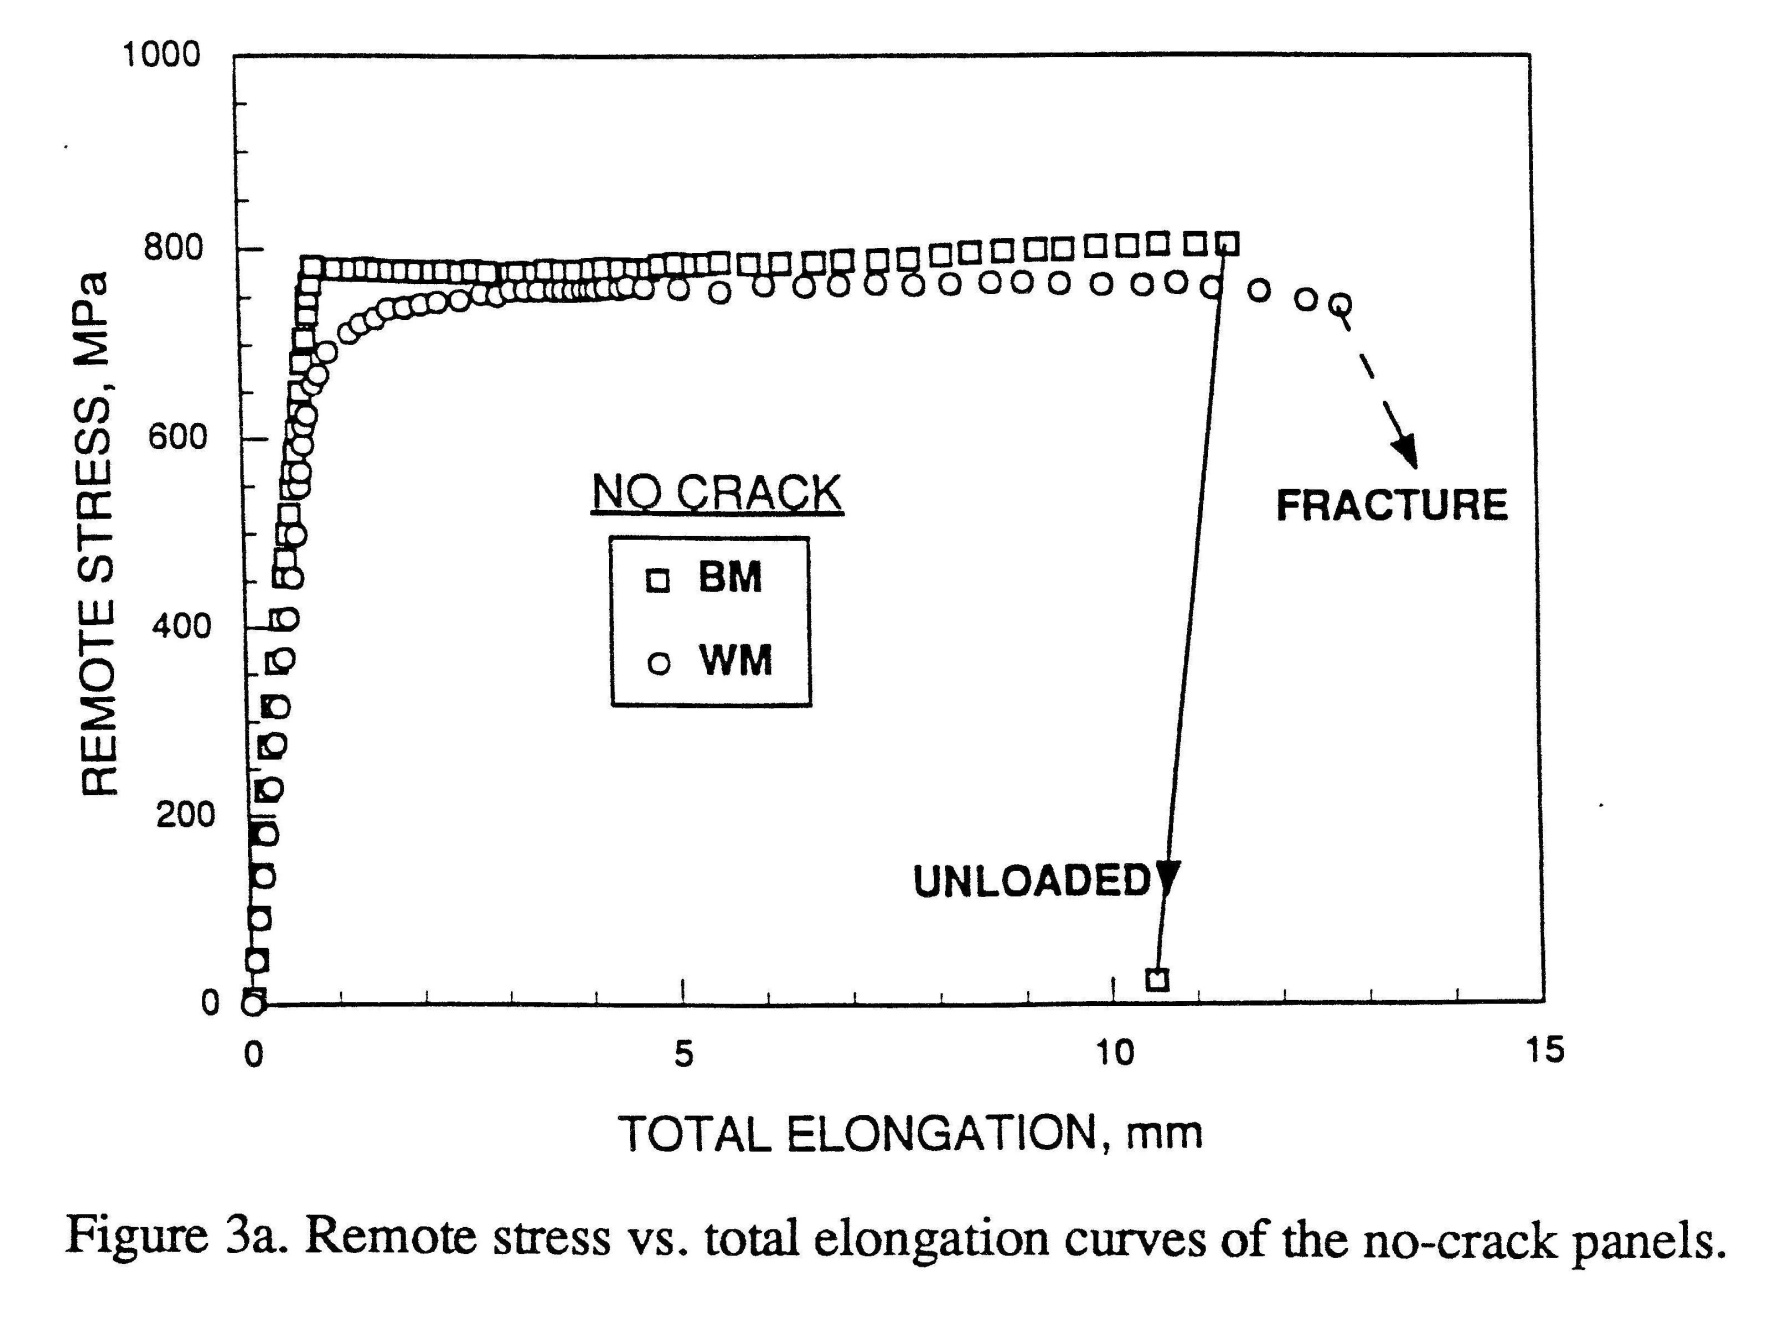 1000
800
600
400
200
0
REMOTE STRESS, MPa
NO CRACK
BM
WM
FRACTURE
UNLOADED
0 5 10 15
TOTAL ELONGATION, mm
Figure 3a. Remote stress vs. total elongation curves of the no-crack panels.